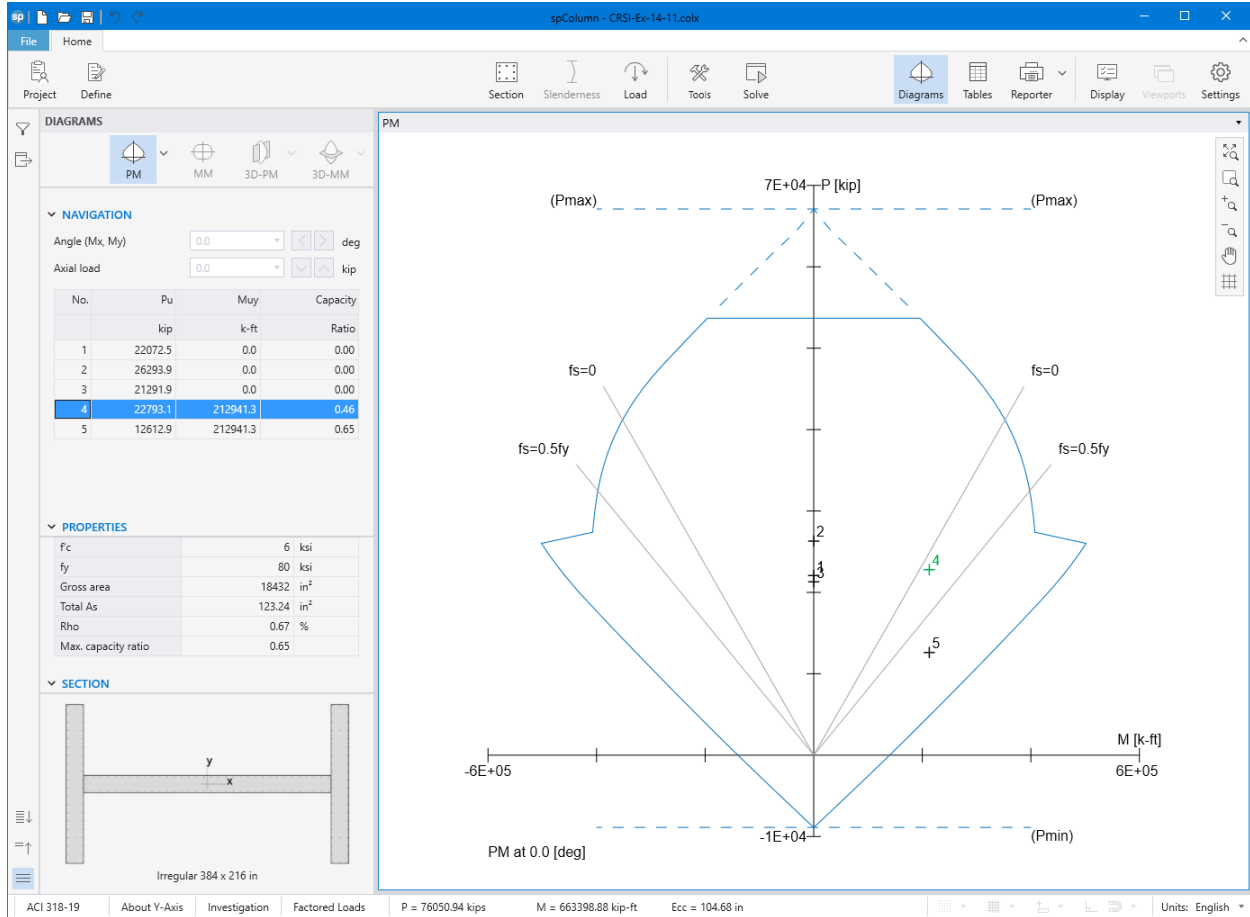 sp
spColumn - CRSI-Ex-14-11.colx
File Home
Project Define Section Slenderness Load Tools Solve Diagrams Tables Reporter Display Viewports Settings
DIAGRAMS
PM MM 3D-PM 3D-MM
NAVIGATION
Angle (Mx, My) 0.0 deg
Axial load 0.0 kip
No. Pu Muy Capacity
kip k-ft Ratio
1 22072.5 0.0 0.00
2 26293.9 0.0 0.00
3 21291.9 0.0 0.00
4 22793.1 212941.3 0.46
5 12612.9 212941.3 0.65
PROPERTIES
f'c 6 ksi
fy 80 ksi
Gross area 18432 in²
Total As 123.24 in²
Rho 0.67 %
Max. capacity ratio 0.65
SECTION
y
x
Irregular 384 x 216 in
PM
7E+04 P [kip]
(Pmax) (Pmax)
fs=0 fs=0
fs=0.5fy fs=0.5fy
2
1
3
4
5
M [k-ft]
-6E+05 6E+05
-1E+04 (Pmin)
PM at 0.0 [deg]
ACI 318-19 About Y-Axis Investigation Factored Loads P = 76050.94 kips M = 663398.88 kip-ft Ecc = 104.68 in Units: English